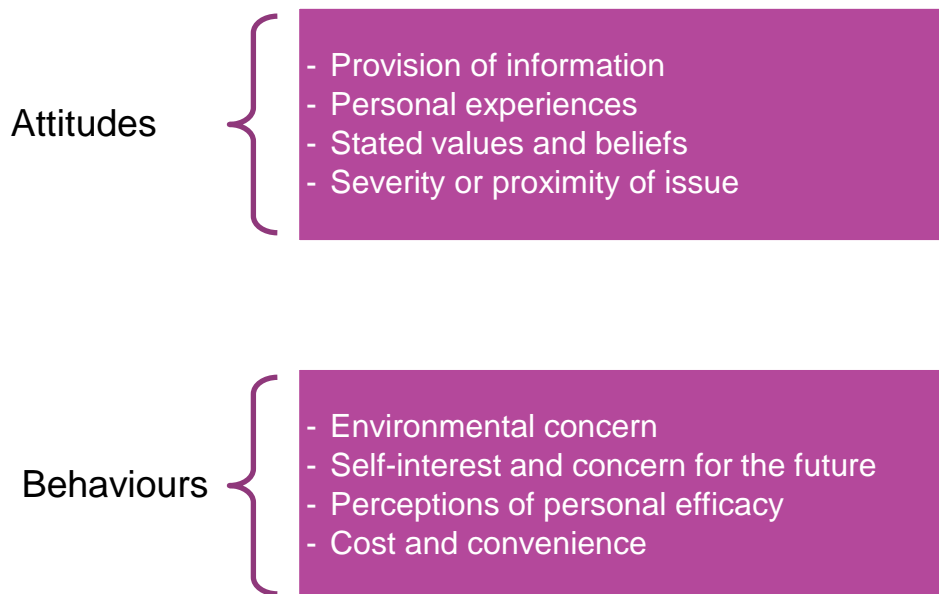 Attitudes
- Provision of information
- Personal experiences
- Stated values and beliefs
- Severity or proximity of issue
Behaviours
- Environmental concern
- Self-interest and concern for the future
- Perceptions of personal efficacy
- Cost and convenience